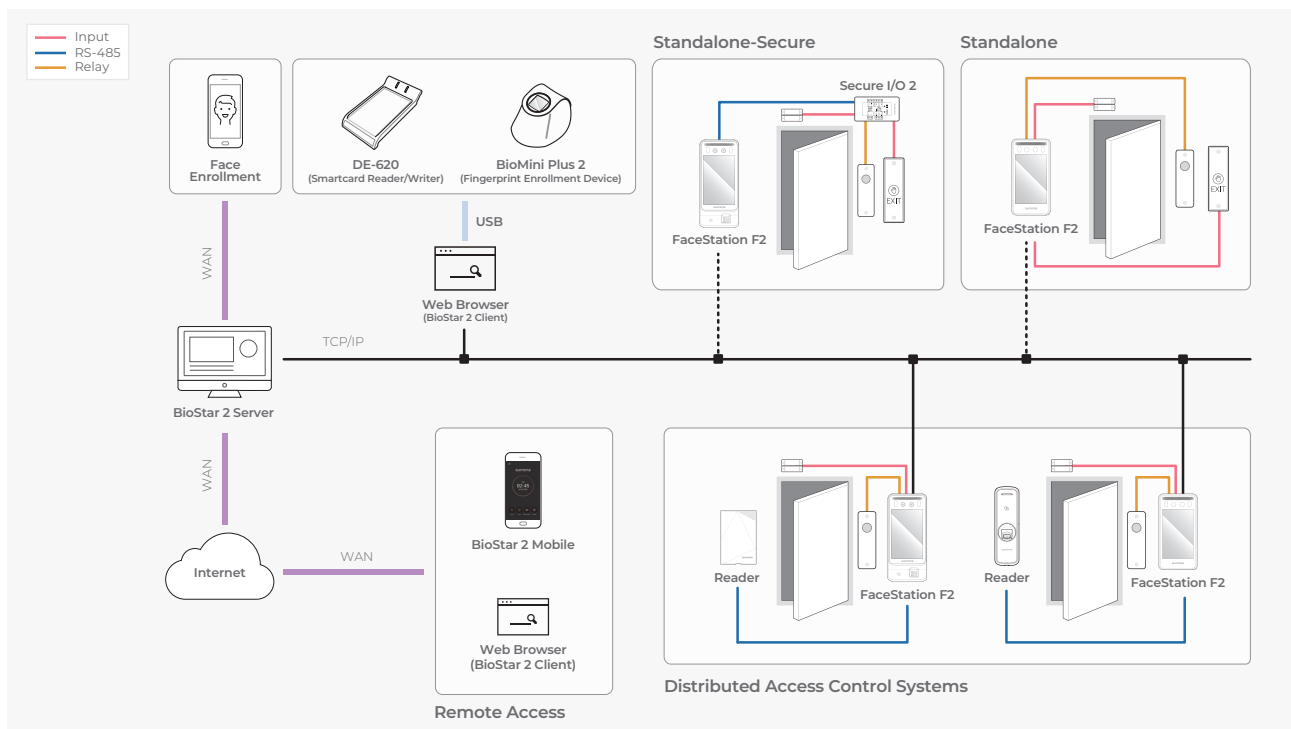 Input
RS-485
Relay
Standalone-Secure
Standalone
Face
Enrollment
DE-620
(Smartcard Reader/Writer)
BioMini Plus 2
(Fingerprint Enrollment Device)
Secure I/O 2
EXIT
FaceStation F2
EXIT
FaceStation F2
WAN
USB
Web Browser
(BioStar 2 Client)
TCP/IP
BioStar 2 Server
WAN
Internet
WAN
02:45
BioStar 2 Mobile
Web Browser
(BioStar 2 Client)
Remote Access
Reader
FaceStation F2
Reader
FaceStation F2
Distributed Access Control Systems